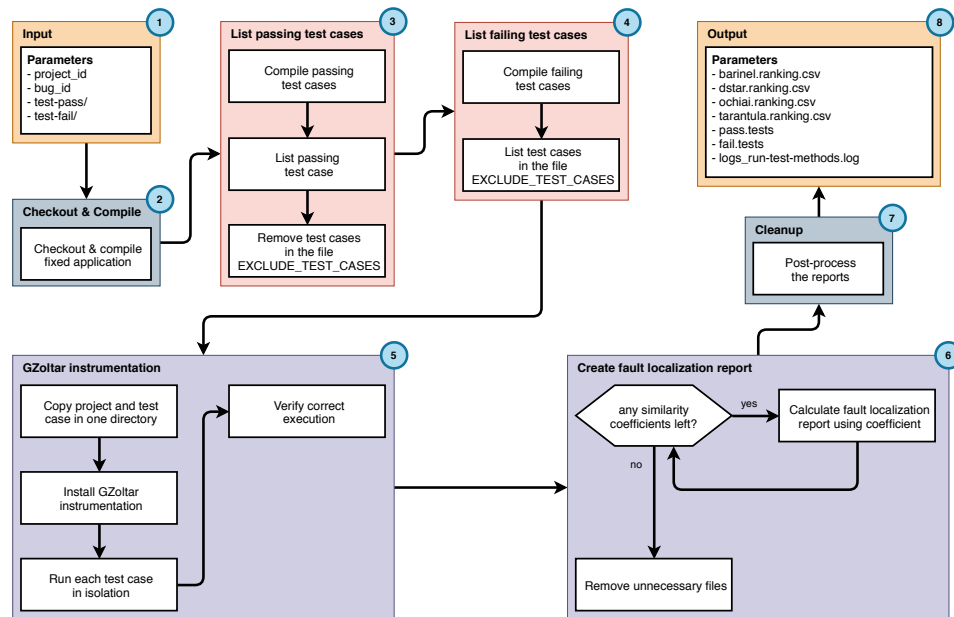 1
Input
Parameters
- project_id
- bug_id
- test-pass/
- test-fail/
2
Checkout & Compile
Checkout & compile
fixed application
3
List passing test cases
Compile passing
test cases
List passing
test case
Remove test cases
in the file
EXCLUDE_TEST_CASES
4
List failing test cases
Compile failing
test cases
List test cases
in the file
EXCLUDE_TEST_CASES
5
GZoltar instrumentation
Copy project and test
case in one directory
Install GZoltar
instrumentation
Run each test case
in isolation
Verify correct
execution
6
Create fault localization report
any similarity
coefficients left?
yes
Calculate fault localization
report using coefficient
no
Remove unnecessary files
7
Cleanup
Post-process
the reports
8
Output
Parameters
- barinel.ranking.csv
- dstar.ranking.csv
- ochiai.ranking.csv
- tarantula.ranking.csv
- pass.tests
- fail.tests
- logs_run-test-methods.log